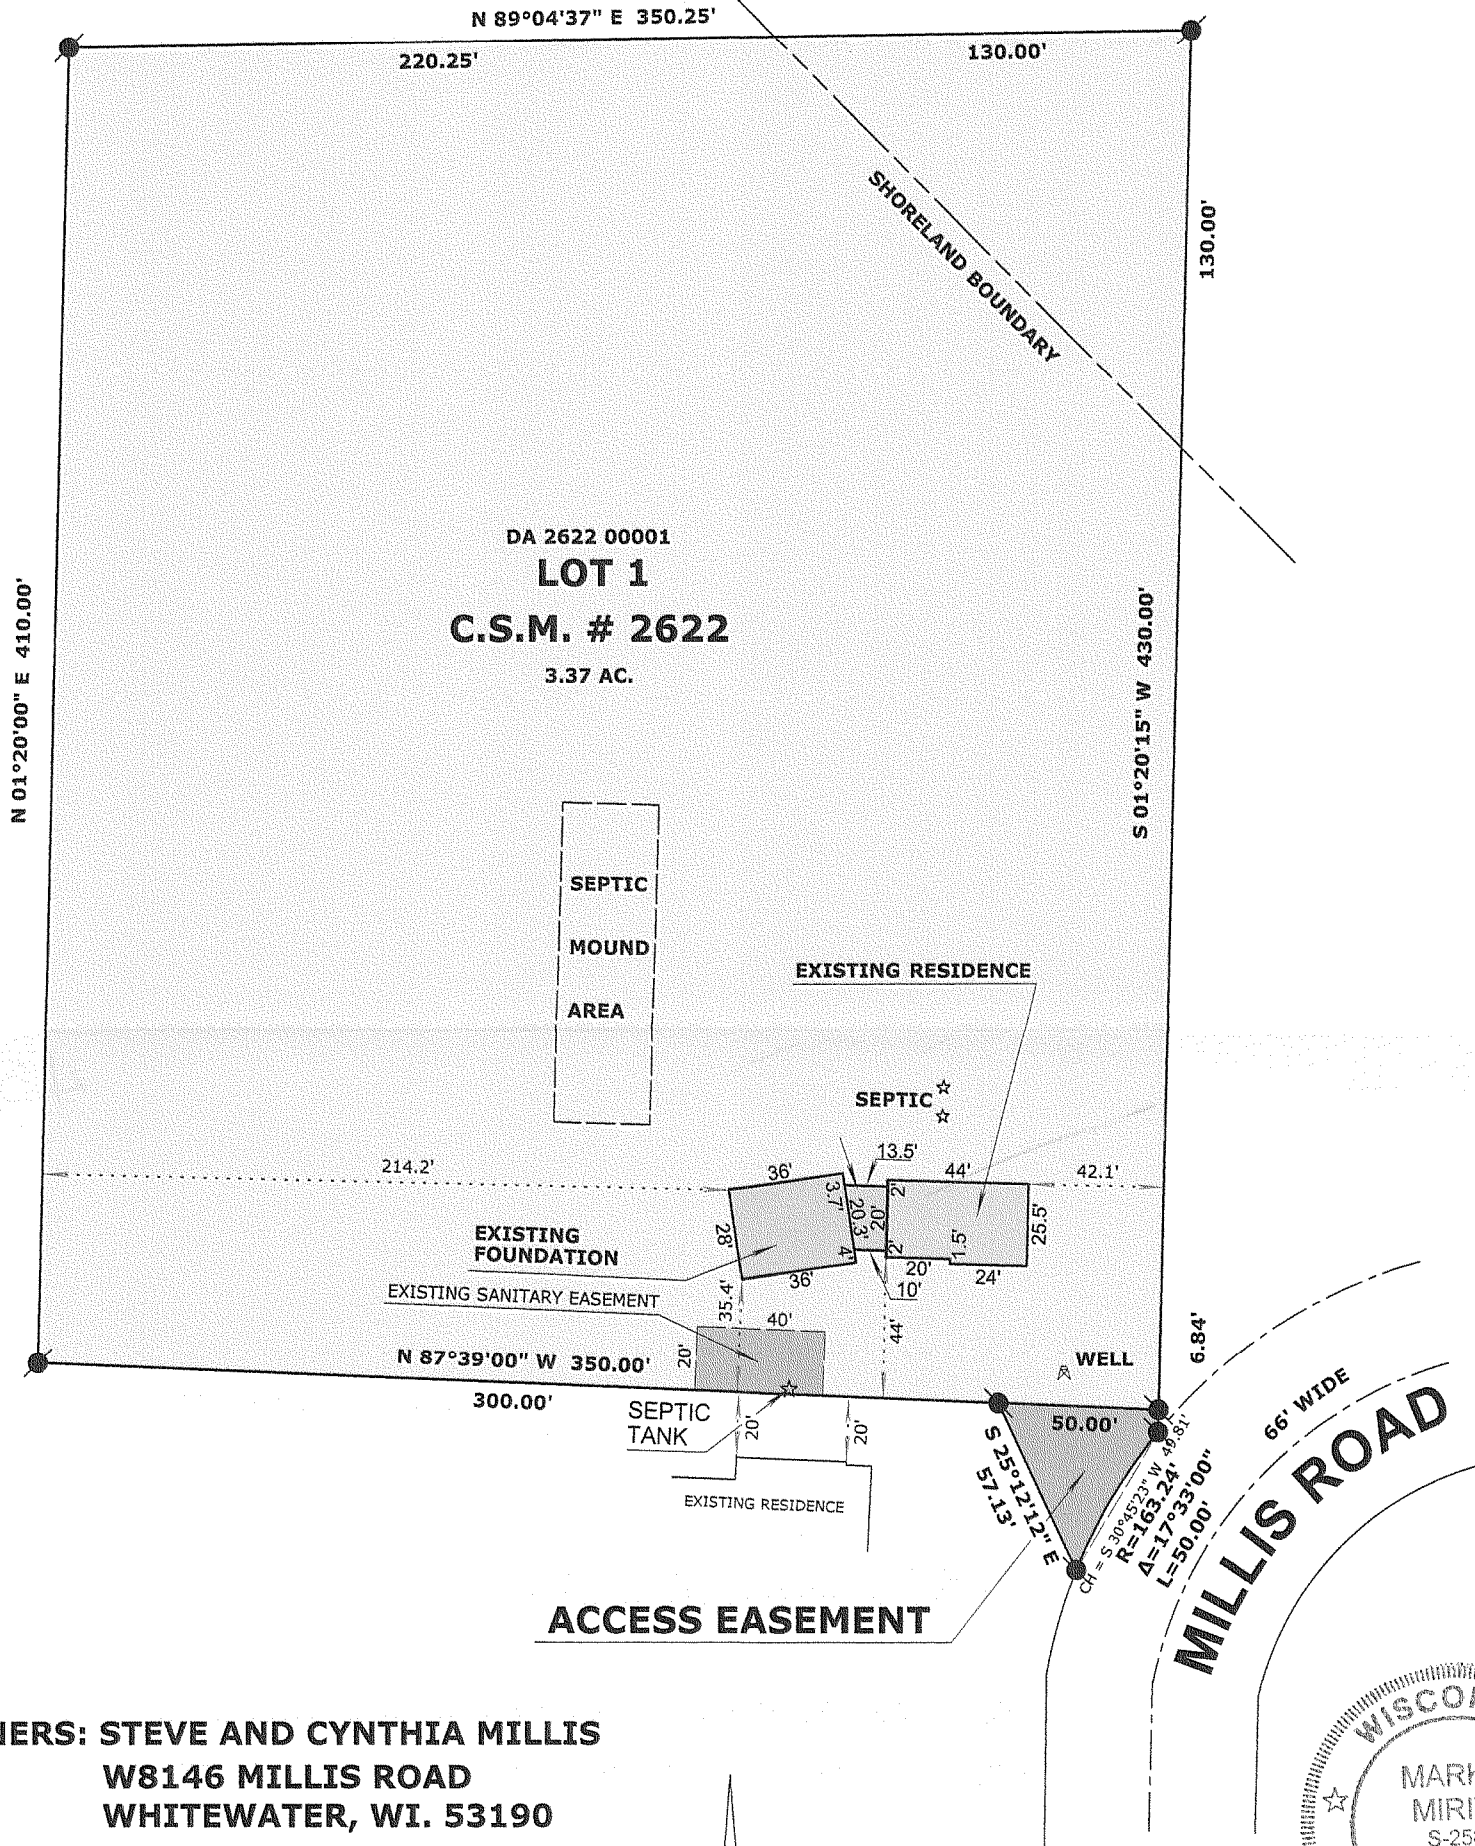 N 89°04'37" E 350.25'
220.25'
130.00'
SHORELAND BOUNDARY
130.00'
N 01°20'00" E 410.00'
DA 2622 00001
LOT 1
C.S.M. # 2622
3.37 AC.
S 01°20'15" W 430.00'
SEPTIC
MOUND
AREA
EXISTING RESIDENCE
SEPTIC
214.2'
36'
13.5'
44'
42.1'
3.7'
20.3'
20'
2'
28'
4'
2'
1.5'
25.5'
EXISTING
FOUNDATION
36'
20'
24'
10'
EXISTING SANITARY EASEMENT
35.4'
40'
44'
20'
N 87°39'00" W 350.00'
300.00'
WELL
6.84'
SEPTIC
TANK
20'
20'
50.00'
EXISTING RESIDENCE
S 25°12'12" E
57.13'
CH = S 30°45'23" W 49.81'
R=163.24'
Δ=17°33'00"
L=50.00'
66' WIDE
MILLIS ROAD
ACCESS EASEMENT
NERS: STEVE AND CYNTHIA MILLIS
W8146 MILLIS ROAD
WHITEWATER, WI. 53190
WISCO
MARK
MIRI
S-25